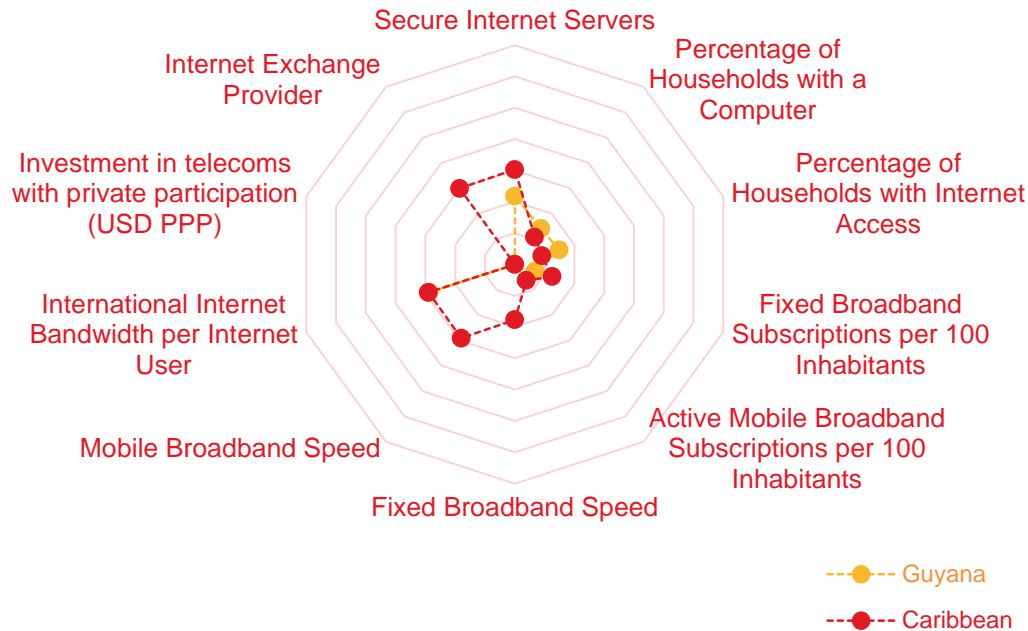 Secure Internet Servers
Percentage of
Households with a
Computer
Percentage of
Households with Internet
Access
Fixed Broadband
Subscriptions per 100
Inhabitants
Active Mobile Broadband
Subscriptions per 100
Inhabitants
Fixed Broadband Speed
Mobile Broadband Speed
International Internet
Bandwidth per Internet
User
Investment in telecoms
with private participation
(USD PPP)
Internet Exchange
Provider
Guyana
Caribbean